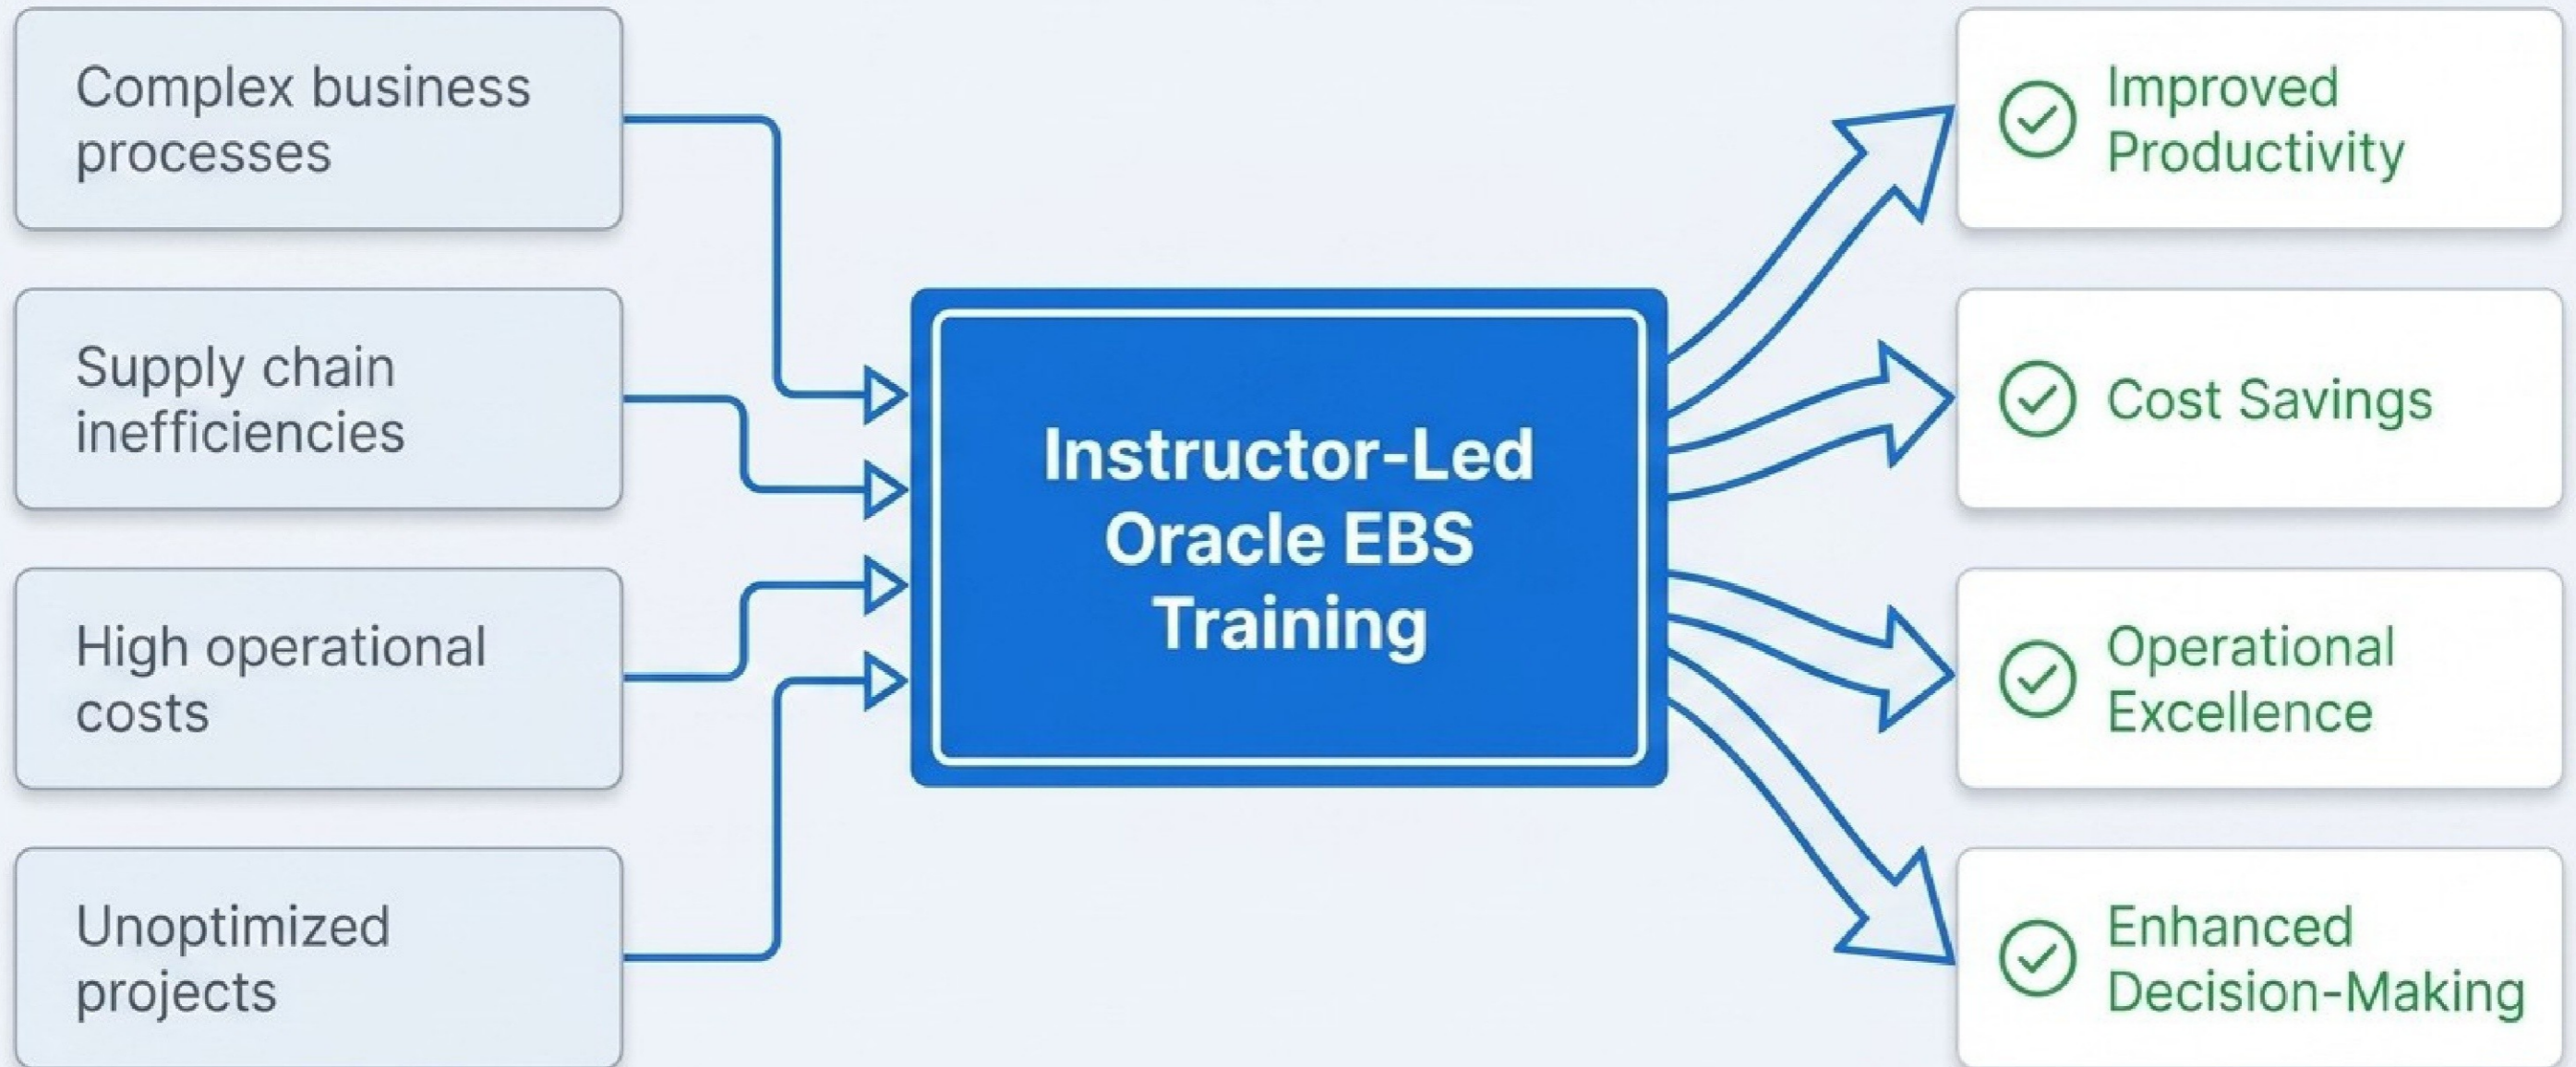 Complex business
processes
Supply chain
inefficiencies
High operational
costs
Unoptimized
projects
Instructor-Led
Oracle EBS
Training
Improved
Productivity
Cost Savings
Operational
Excellence
Enhanced
Decision-Making